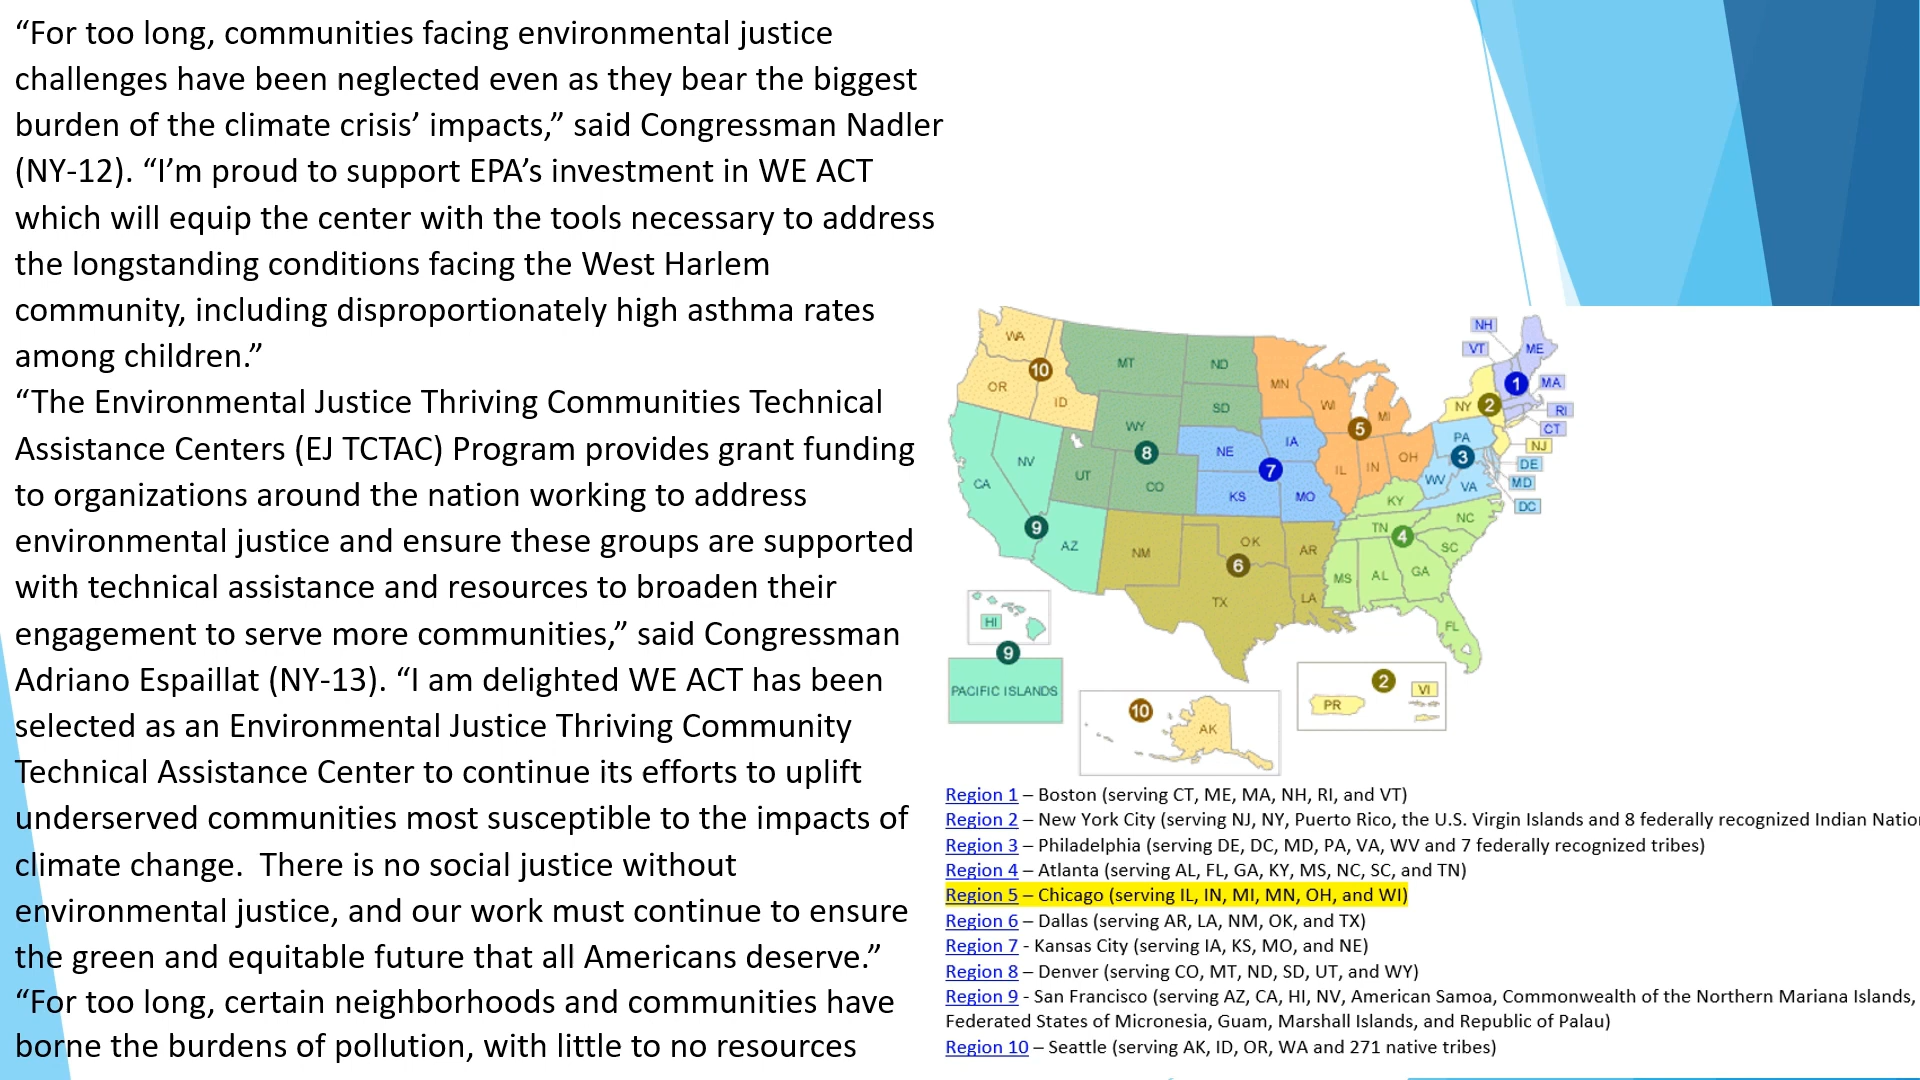 “For too long, communities facing environmental justice
challenges have been neglected even as they bear the biggest
burden of the climate crisis’ impacts,” said Congressman Nadler
(NY-12). “I’m proud to support EPA’s investment in WE ACT
which will equip the center with the tools necessary to address
the longstanding conditions facing the West Harlem
community, including disproportionately high asthma rates
among children.”
“The Environmental Justice Thriving Communities Technical
Assistance Centers (EJ TCTAC) Program provides grant funding
to organizations around the nation working to address
environmental justice and ensure these groups are supported
with technical assistance and resources to broaden their
engagement to serve more communities,” said Congressman
Adriano Espaillat (NY-13). “I am delighted WE ACT has been
selected as an Environmental Justice Thriving Community
Technical Assistance Center to continue its efforts to uplift
underserved communities most susceptible to the impacts of
climate change.  There is no social justice without
environmental justice, and our work must continue to ensure
the green and equitable future that all Americans deserve.”
“For too long, certain neighborhoods and communities have
borne the burdens of pollution, with little to no resources
WA
OR
ID
10
MT
ND
SD
WY
UT
CO
8
CA
NV
AZ
9
NE
IA
KS
MO
7
NM
OK
AR
TX
LA
6
MN
WI
MI
IL
IN
OH
5
KY
TN
NC
SC
MS
AL
GA
FL
4
PA
WV
VA
3
DE
MD
DC
NY
2
NJ
NH
VT
ME
1
MA
RI
CT
HI
9
PACIFIC ISLANDS
10
AK
2
PR
VI
Region 1 – Boston (serving CT, ME, MA, NH, RI, and VT)
Region 2 – New York City (serving NJ, NY, Puerto Rico, the U.S. Virgin Islands and 8 federally recognized Indian Natio
Region 3 – Philadelphia (serving DE, DC, MD, PA, VA, WV and 7 federally recognized tribes)
Region 4 – Atlanta (serving AL, FL, GA, KY, MS, NC, SC, and TN)
Region 5 – Chicago (serving IL, IN, MI, MN, OH, and WI)
Region 6 – Dallas (serving AR, LA, NM, OK, and TX)
Region 7 - Kansas City (serving IA, KS, MO, and NE)
Region 8 – Denver (serving CO, MT, ND, SD, UT, and WY)
Region 9 - San Francisco (serving AZ, CA, HI, NV, American Samoa, Commonwealth of the Northern Mariana Islands,
Federated States of Micronesia, Guam, Marshall Islands, and Republic of Palau)
Region 10 – Seattle (serving AK, ID, OR, WA and 271 native tribes)